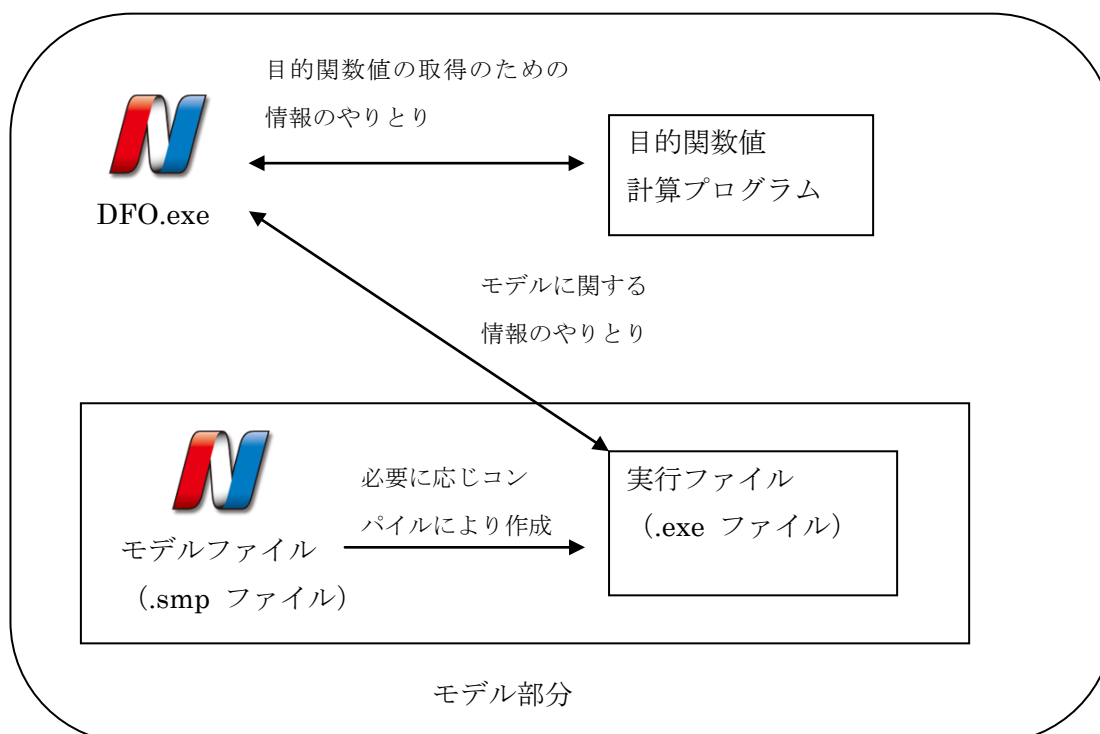 目的関数値の取得のための
情報のやりとり
DFO.exe
目的関数値
計算プログラム
モデルに関する
情報のやりとり
モデルファイル
（.smp ファイル）
必要に応じコン
パイルにより作成
実行ファイル
（.exe ファイル）
モデル部分